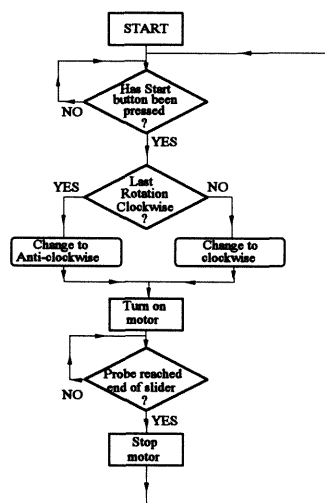 START
Has Start
button been
pressed
?
NO
YES
Last
Rotation
Clockwise
?
YES
NO
Change to
Anti-clockwise
Change to
clockwise
Turn on
motor
Probe reached
end of slider
?
NO
YES
Stop
motor